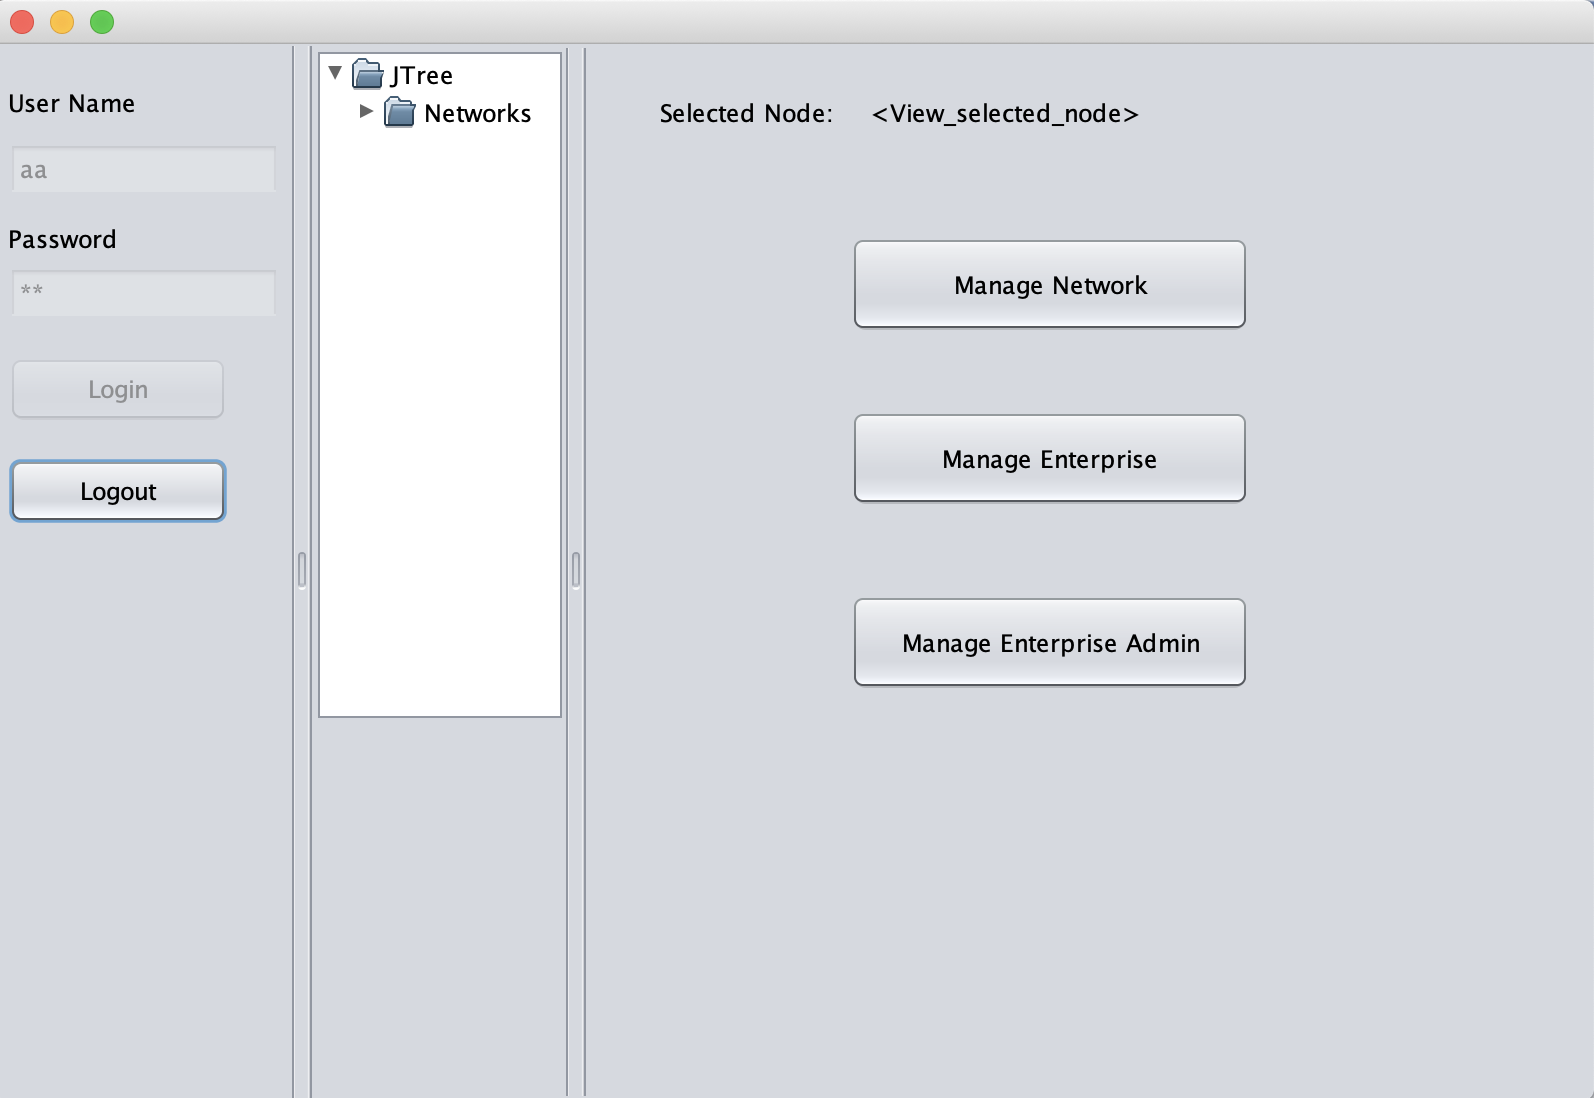 User Name
aa
Password
**
Login
Logout
JTree
Networks
Selected Node: <View_selected_node>
Manage Network
Manage Enterprise
Manage Enterprise Admin